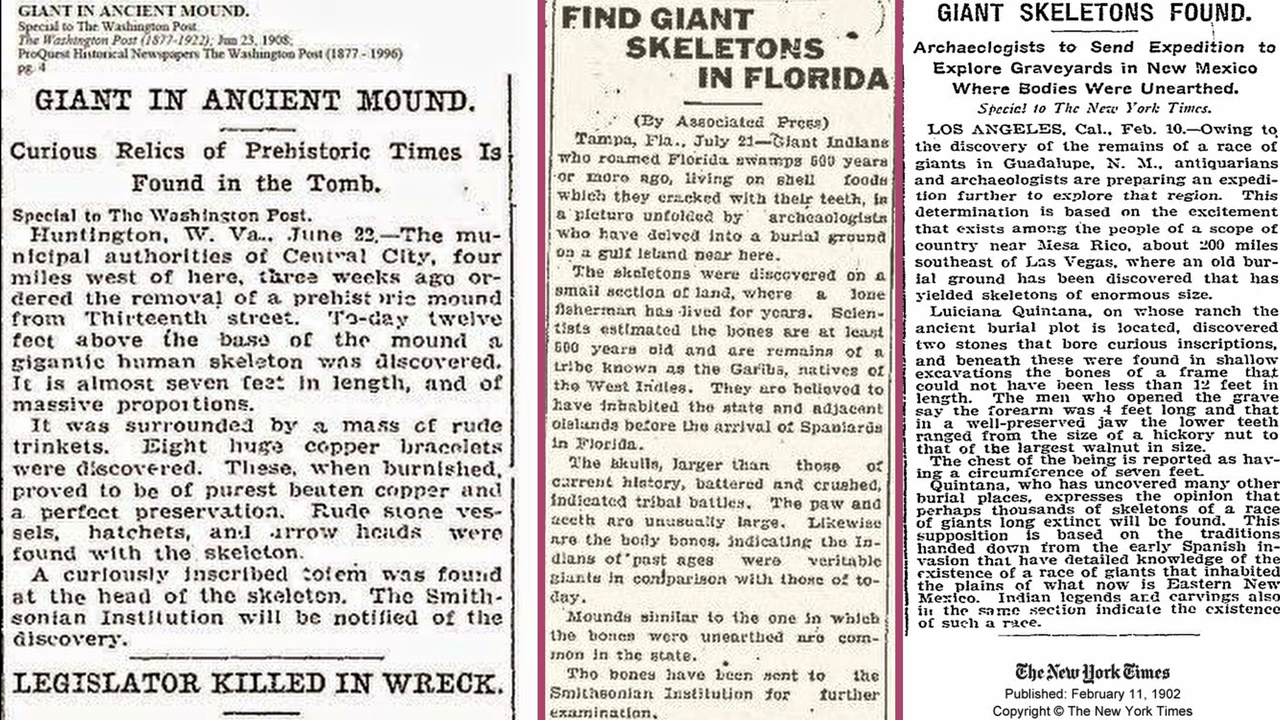 GIANT IN ANCIENT MOUND.
Special to The Washington Post.
The Washington Post (1877-1922); Jun 23, 1908;
ProQuest Historical Newspapers The Washington Post (1877 - 1996)
pg. 4
GIANT IN ANCIENT MOUND.
Curious Relics of Prehistoric Times Is
Found in the Tomb.
Special to The Washington Post.
Huntington, W. Va., June 22.—The mu-
nicipal authorities of Central City, four
miles west of here, three weeks ago or-
dered the removal of a prehistoric mound
from Thirteenth street. To-day twelve
feet above the base of the mound a
gigantic human skeleton was discovered.
It is almost seven feet in length, and of
massive proportions.
It was surrounded by a mass of rude
trinkets. Eight huge copper bracelets
were discovered. These, when burnished,
proved to be of purest beaten copper and
a perfect preservation. Rude stone ves-
sels, hatchets, and arrow heads were
found with the skeleton.
A curiously inscribed totem was found
at the head of the skeleton. The Smith-
sonian Institution will be notified of the
discovery.
LEGISLATOR KILLED IN WRECK.
FIND GIANT
SKELETONS
IN FLORIDA
(By Associated Press)
Tampa, Fla., July 21—Giant Indians
who roamed Florida swamps 600 years
or more ago, living on shell foods
which they cracked with their teeth, is
a picture unfolded by archaeologists
who have delved into a burial ground
on a gulf island near here.
The skeletons were discovered on a
small section of land, where a lone
fisherman has lived for years. Scien-
tists estimated the bones are at least
600 years old and are remains of a
tribe known as the Garibs, natives of
the West Indies. They are believed to
have inhabited the state and adjacent
oislands before the arrival of Spaniards
in Florida.
The skulls, larger than those of
current history, battered and crushed,
indicated tribal battles. The paw and
aeeth are unusually large. Likewise
are the body bones, indicating the In-
dians of past ages were veritable
giants in comparison with those of to-
day.
Mounds similar to the one in which
the bones were unearthed are com-
mon in the state.
The bones have been sent to the
Smithsonian Institution for further
examination.
GIANT SKELETONS FOUND.
Archaeologists to Send Expedition to
Explore Graveyards in New Mexico
Where Bodies Were Unearthed.
Special to The New York Times.
LOS ANGELES, Cal., Feb. 10.—Owing to
the discovery of the remains of a race of
giants in Guadalupe, N. M., antiquarians
and archaeologists are preparing an expedi-
tion further to explore that region. This
determination is based on the excitement
that exists among the people of a scope of
country near Mesa Rico, about 200 miles
southeast of Las Vegas, where an old bur-
ial ground has been discovered that has
yielded skeletons of enormous size.
Luiciana Quintana, on whose ranch the
ancient burial plot is located, discovered
two stones that bore curious inscriptions,
and beneath these were found in shallow
excavations the bones of a frame that
could not have been less than 12 feet in
length. The men who opened the grave
say the forearm was 4 feet long and that
in a well-preserved jaw the lower teeth
ranged from the size of a hickory nut to
that of the largest walnut in size.
The chest of the being is reported as hav-
ing a circumference of seven feet.
Quintana, who has uncovered many other
burial places, expresses the opinion that
perhaps thousands of skeletons of a race
of giants long extinct will be found. This
supposition is based on the traditions
handed down from the early Spanish in-
vasion that have detailed knowledge of the
existence of a race of giants that inhabited
the plains of what now is Eastern New
Mexico. Indian legends and carvings also
in the same section indicate the existence
of such a race.
The New York Times
Published: February 11, 1902
Copyright © The New York Times